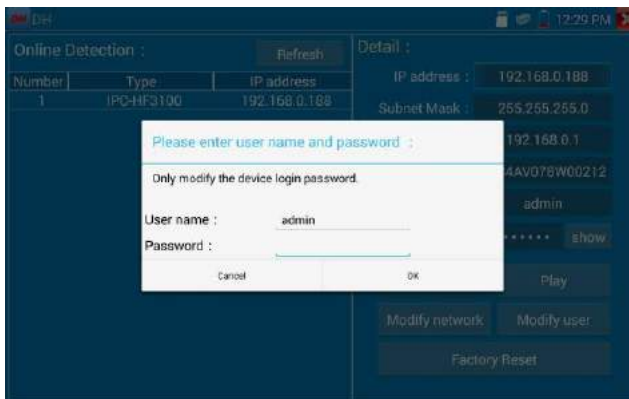 DH
12:29 PM
Online Detection :
Refresh
Number
Type
IP address
1
IPC-HF3100
192.168.0.188
Detail :
IP address :
192.168.0.188
Subnet Mask :
255.255.255.0
192.168.0.1
4AV078W00212
admin
show
Play
Modify network
Modify user
Factory Reset
Please enter user name and password :
Only modify the device login password.
User name :
admin
Password :
Cancel
OK